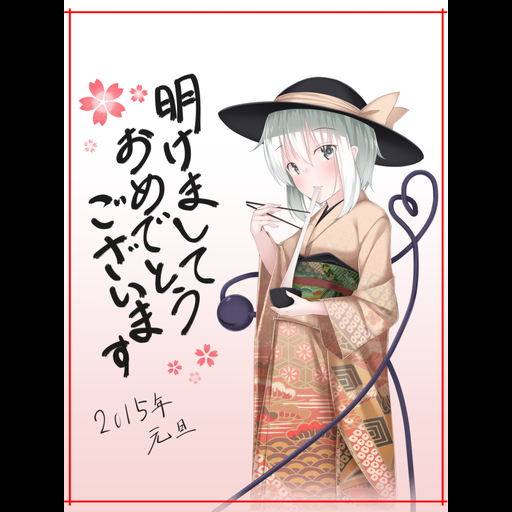 明けまして
おめでとう
ございます
2015年
元旦